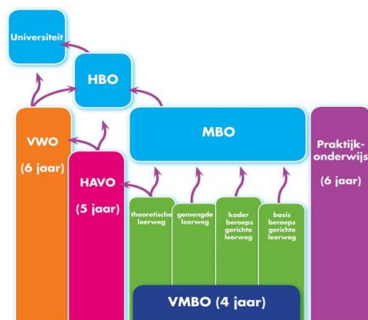 Universiteit
HBO
VWO
(6 jaar)
HAVO
(5 jaar)
MBO
Praktijk-
onderwijs
(6 jaar)
theoretische
leerweg
gemengde
leerweg
kader
beroeps
gerichte
leerweg
basis
beroeps
gerichte
leerweg
VMBO (4 jaar)